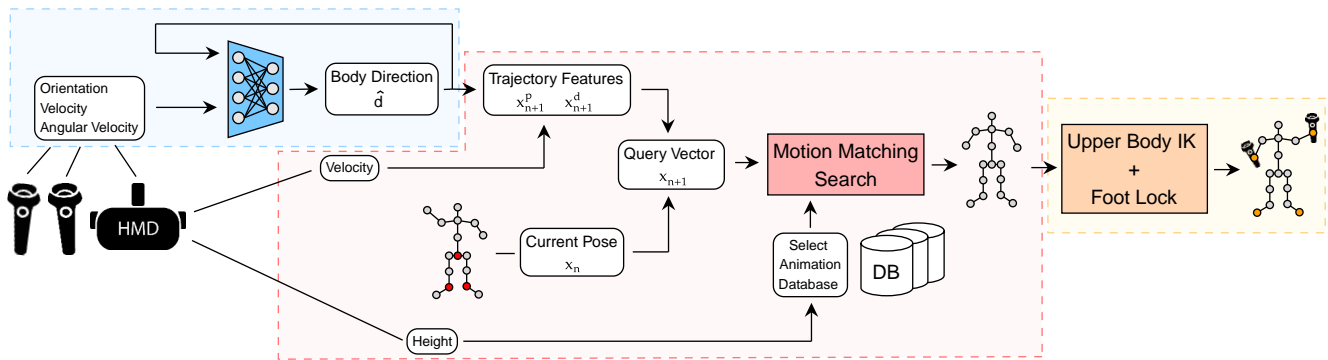 Orientation
Velocity
Angular Velocity
Body Direction
d̂
Trajectory Features
x^p_{n+1} x^d_{n+1}
Velocity
HMD
Query Vector
x_{n+1}
Current Pose
x_n
Height
Motion Matching
Search
Select
Animation
Database
DB
Upper Body IK
+
Foot Lock